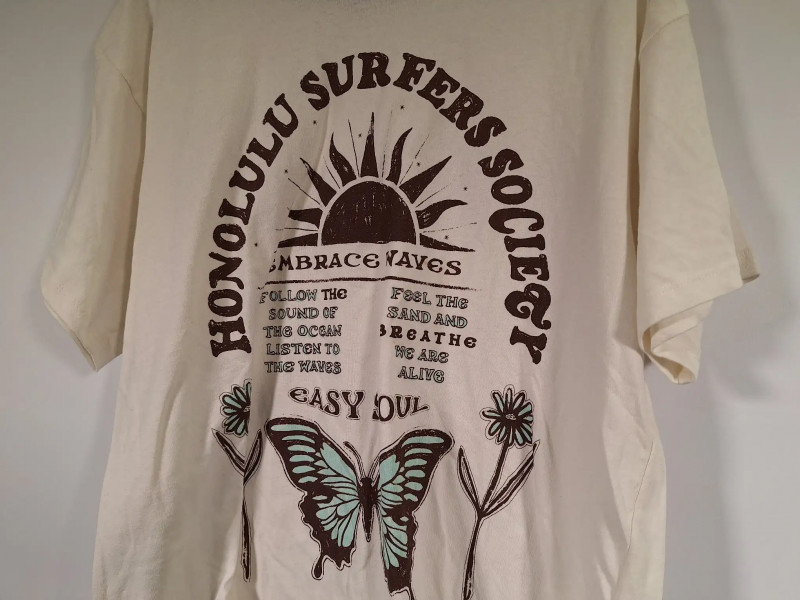 HONOLULU SURFERS SOCIETY
EMBRACE WAVES
FOLLOW THE
SOUND OF
THE OCEAN
LISTEN TO
THE WAVES
FEEL THE
SAND AND
BREATHE
WE ARE
ALIVE
EASY SOUL